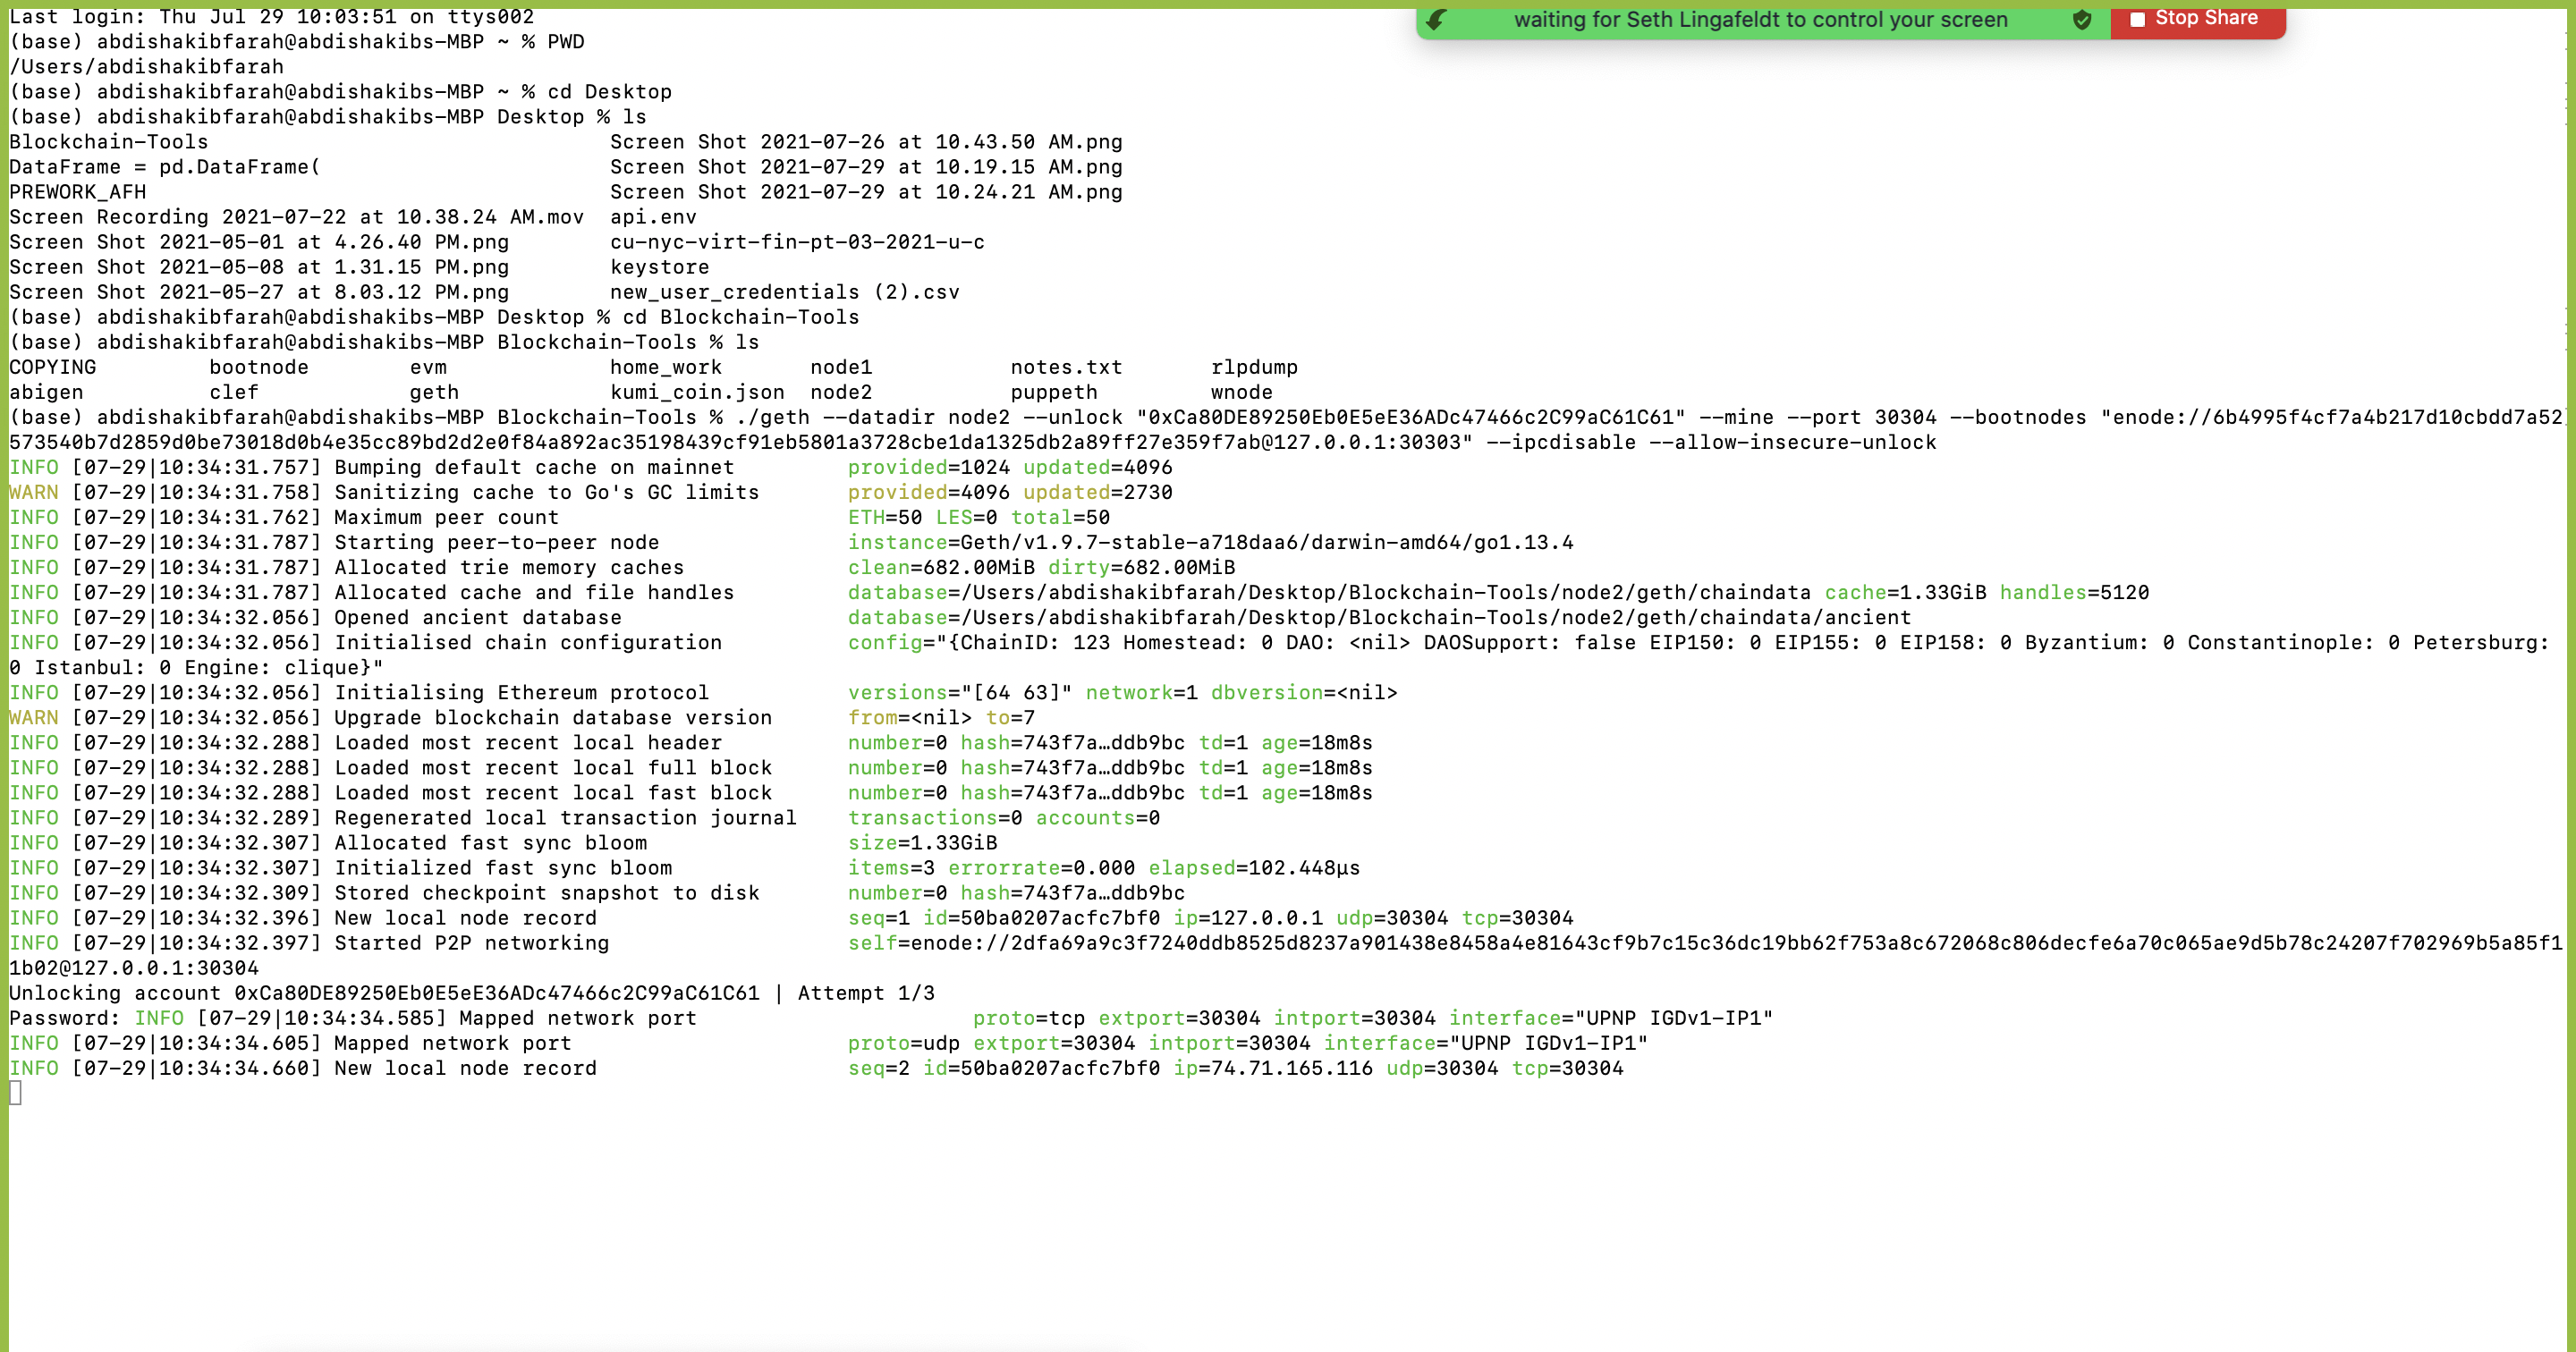 Last login: Thu Jul 29 10:03:51 on ttys002
waiting for Seth Lingafeldt to control your screen
Stop Share
(base) abdishakibfarah@abdishakibs-MBP ~ % PWD
/Users/abdishakibfarah
(base) abdishakibfarah@abdishakibs-MBP ~ % cd Desktop
(base) abdishakibfarah@abdishakibs-MBP Desktop % ls
Blockchain-Tools Screen Shot 2021-07-26 at 10.43.50 AM.png
DataFrame = pd.DataFrame( Screen Shot 2021-07-29 at 10.19.15 AM.png
PREWORK_AFH Screen Shot 2021-07-29 at 10.24.21 AM.png
Screen Recording 2021-07-22 at 10.38.24 AM.mov api.env
Screen Shot 2021-05-01 at 4.26.40 PM.png cu-nyc-virt-fin-pt-03-2021-u-c
Screen Shot 2021-05-08 at 1.31.15 PM.png keystore
Screen Shot 2021-05-27 at 8.03.12 PM.png new_user_credentials (2).csv
(base) abdishakibfarah@abdishakibs-MBP Desktop % cd Blockchain-Tools
(base) abdishakibfarah@abdishakibs-MBP Blockchain-Tools % ls
COPYING bootnode evm home_work node1 notes.txt rlpdump
abigen clef geth kumi_coin.json node2 puppeth wnode
(base) abdishakibfarah@abdishakibs-MBP Blockchain-Tools % ./geth --datadir node2 --unlock "0xCa80DE89250Eb0E5eE36ADc47466c2C99aC61C61" --mine --port 30304 --bootnodes "enode://6b4995f4cf7a4b217d10cbdd7a52
573540b7d2859d0be73018d0b4e35cc89bd2d2e0f84a892ac35198439cf91eb5801a3728cbe1da1325db2a89ff27e359f7ab@127.0.0.1:30303" --ipcdisable --allow-insecure-unlock
INFO [07-29|10:34:31.757] Bumping default cache on mainnet provided=1024 updated=4096
WARN [07-29|10:34:31.758] Sanitizing cache to Go's GC limits provided=4096 updated=2730
INFO [07-29|10:34:31.762] Maximum peer count ETH=50 LES=0 total=50
INFO [07-29|10:34:31.787] Starting peer-to-peer node instance=Geth/v1.9.7-stable-a718daa6/darwin-amd64/go1.13.4
INFO [07-29|10:34:31.787] Allocated trie memory caches clean=682.00MiB dirty=682.00MiB
INFO [07-29|10:34:31.787] Allocated cache and file handles database=/Users/abdishakibfarah/Desktop/Blockchain-Tools/node2/geth/chaindata cache=1.33GiB handles=5120
INFO [07-29|10:34:32.056] Opened ancient database database=/Users/abdishakibfarah/Desktop/Blockchain-Tools/node2/geth/chaindata/ancient
INFO [07-29|10:34:32.056] Initialised chain configuration config="{ChainID: 123 Homestead: 0 DAO: <nil> DAOSupport: false EIP150: 0 EIP155: 0 EIP158: 0 Byzantium: 0 Constantinople: 0 Petersburg:
0 Istanbul: 0 Engine: clique}"
INFO [07-29|10:34:32.056] Initialising Ethereum protocol versions="[64 63]" network=1 dbversion=<nil>
WARN [07-29|10:34:32.056] Upgrade blockchain database version from=<nil> to=7
INFO [07-29|10:34:32.288] Loaded most recent local header number=0 hash=743f7a…ddb9bc td=1 age=18m8s
INFO [07-29|10:34:32.288] Loaded most recent local full block number=0 hash=743f7a…ddb9bc td=1 age=18m8s
INFO [07-29|10:34:32.288] Loaded most recent local fast block number=0 hash=743f7a…ddb9bc td=1 age=18m8s
INFO [07-29|10:34:32.289] Regenerated local transaction journal transactions=0 accounts=0
INFO [07-29|10:34:32.307] Allocated fast sync bloom size=1.33GiB
INFO [07-29|10:34:32.307] Initialized fast sync bloom items=3 errorrate=0.000 elapsed=102.448µs
INFO [07-29|10:34:32.309] Stored checkpoint snapshot to disk number=0 hash=743f7a…ddb9bc
INFO [07-29|10:34:32.396] New local node record seq=1 id=50ba0207acfc7bf0 ip=127.0.0.1 udp=30304 tcp=30304
INFO [07-29|10:34:32.397] Started P2P networking self=enode://2dfa69a9c3f7240ddb8525d8237a901438e8458a4e81643cf9b7c15c36dc19bb62f753a8c672068c806decfe6a70c065ae9d5b78c24207f702969b5a85f1
1b02@127.0.0.1:30304
Unlocking account 0xCa80DE89250Eb0E5eE36ADc47466c2C99aC61C61 | Attempt 1/3
Password: INFO [07-29|10:34:34.585] Mapped network port proto=tcp extport=30304 intport=30304 interface="UPNP IGDv1-IP1"
INFO [07-29|10:34:34.605] Mapped network port proto=udp extport=30304 intport=30304 interface="UPNP IGDv1-IP1"
INFO [07-29|10:34:34.660] New local node record seq=2 id=50ba0207acfc7bf0 ip=74.71.165.116 udp=30304 tcp=30304